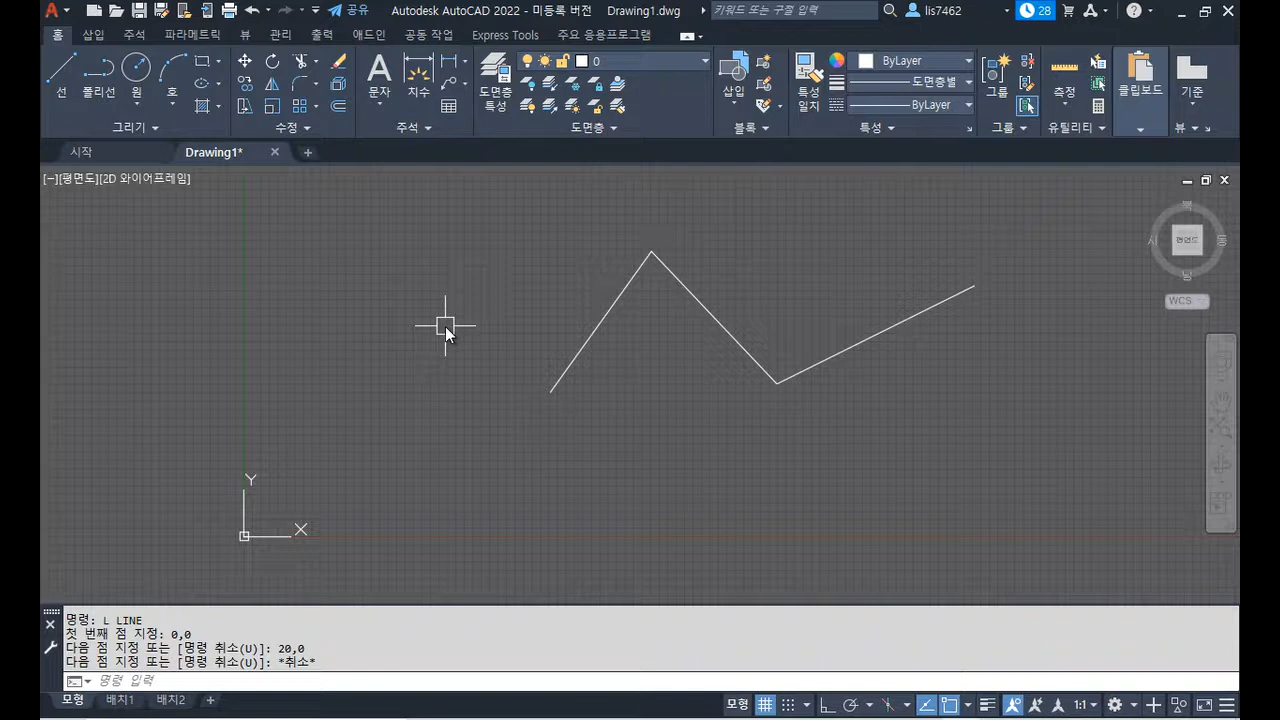 공유
Autodesk AutoCAD 2022 - 미등록 버전 Drawing1.dwg
키워드 또는 구절 입력
lis7462
28
홈 삽입 주석 파라메트릭 뷰 관리 출력 애드인 공동 작업 Express Tools 주요 응용프로그램
선 폴리선 원 호
A 문자 치수
도면층 특성
0
삽입
특성 일치
ByLayer
도면층별
ByLayer
그룹
측정
클립보드
기준
그리기 수정 주석 도면층 블록 특성 그룹 유틸리티 뷰
시작 Drawing1*
[−][평면도][2D 와이어프레임]
북
서 평면도 동
남
WCS
Y
X
명령: L LINE
첫 번째 점 지정: 0,0
다음 점 지정 또는 [명령 취소(U)]: 20,0
다음 점 지정 또는 [명령 취소(U)]: *취소*
명령 입력
모형 배치1 배치2
모형 1:1